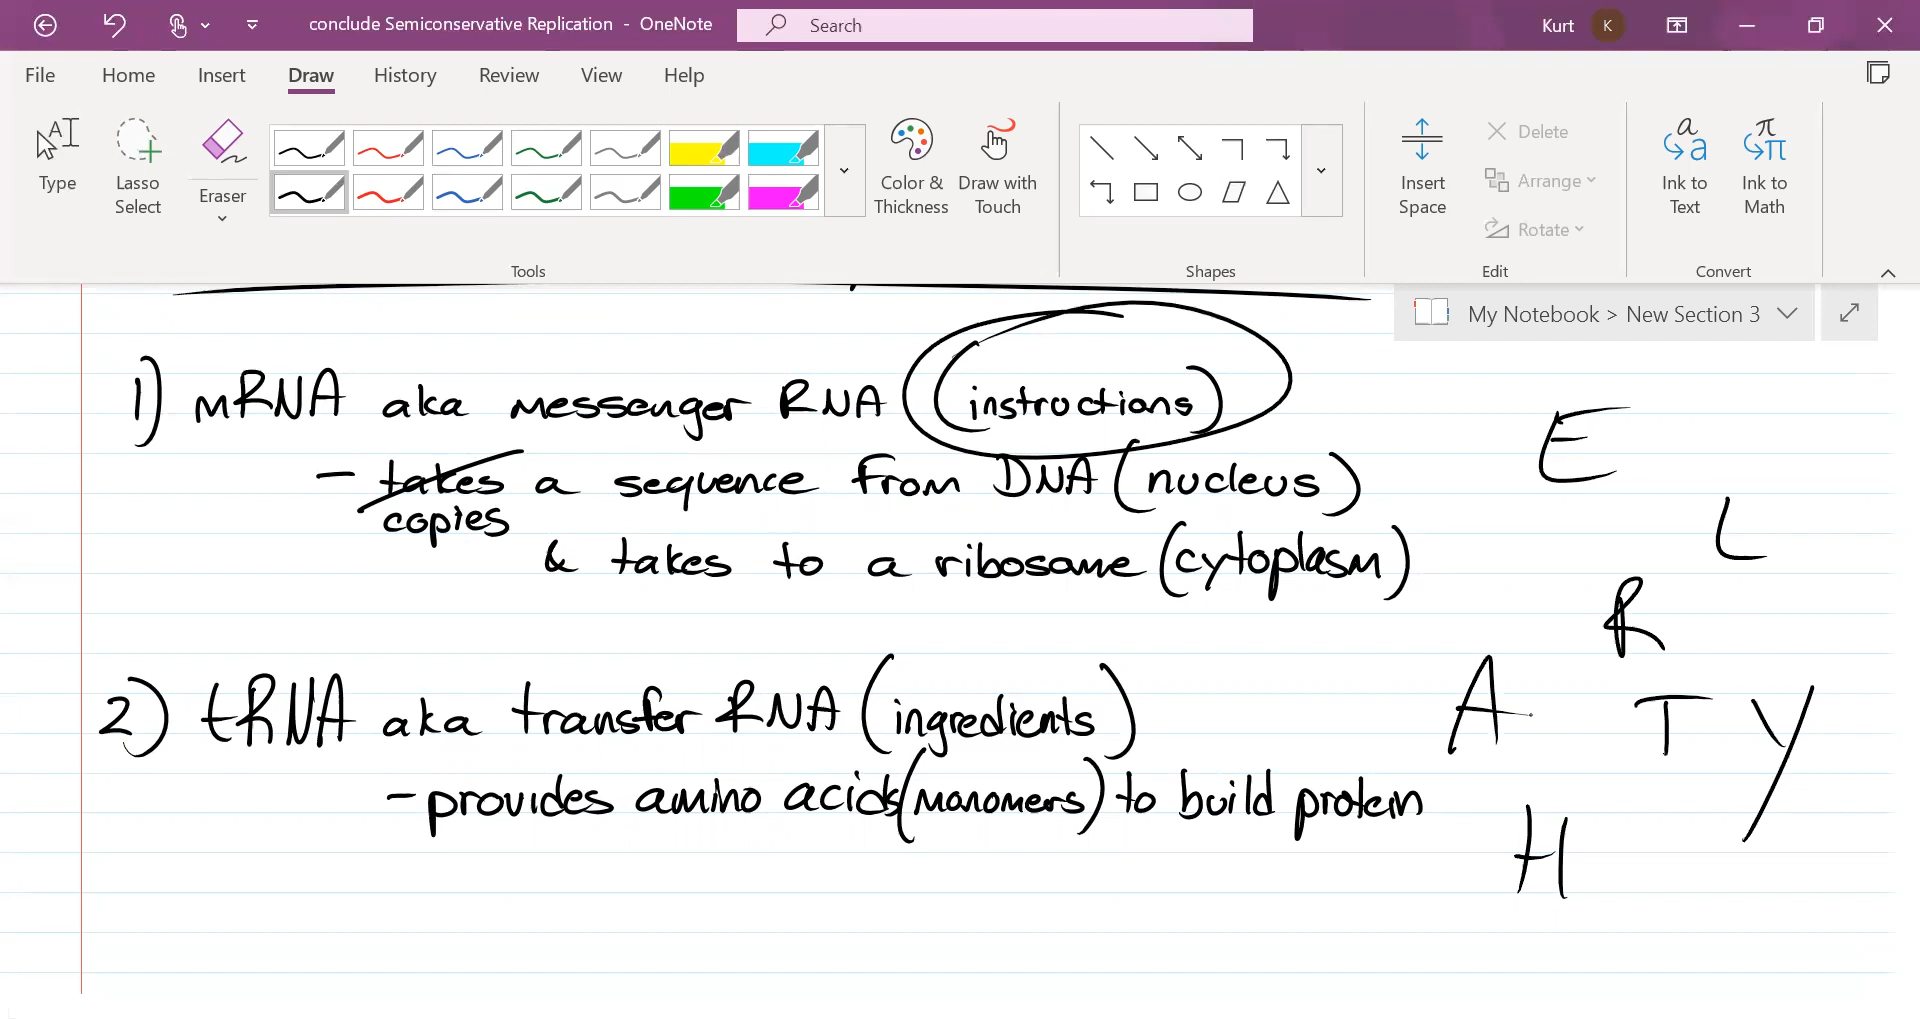 conclude Semiconservative Replication - OneNote
Search
Kurt
K
File Home Insert Draw History Review View Help
Type
Lasso Select
Eraser
Color & Thickness
Draw with Touch
Insert Space
Delete
Arrange
Rotate
Ink to Text
Ink to Math
Tools
Shapes
Edit
Convert
My Notebook > New Section 3
1) mRNA aka messenger RNA (instructions)
- takes a sequence from DNA (nucleus)
copies
& takes to a ribosome (cytoplasm)
2) tRNA aka transfer RNA (ingredients)
- provides amino acids (monomers) to build protein
E
L
R
A
T Y
H